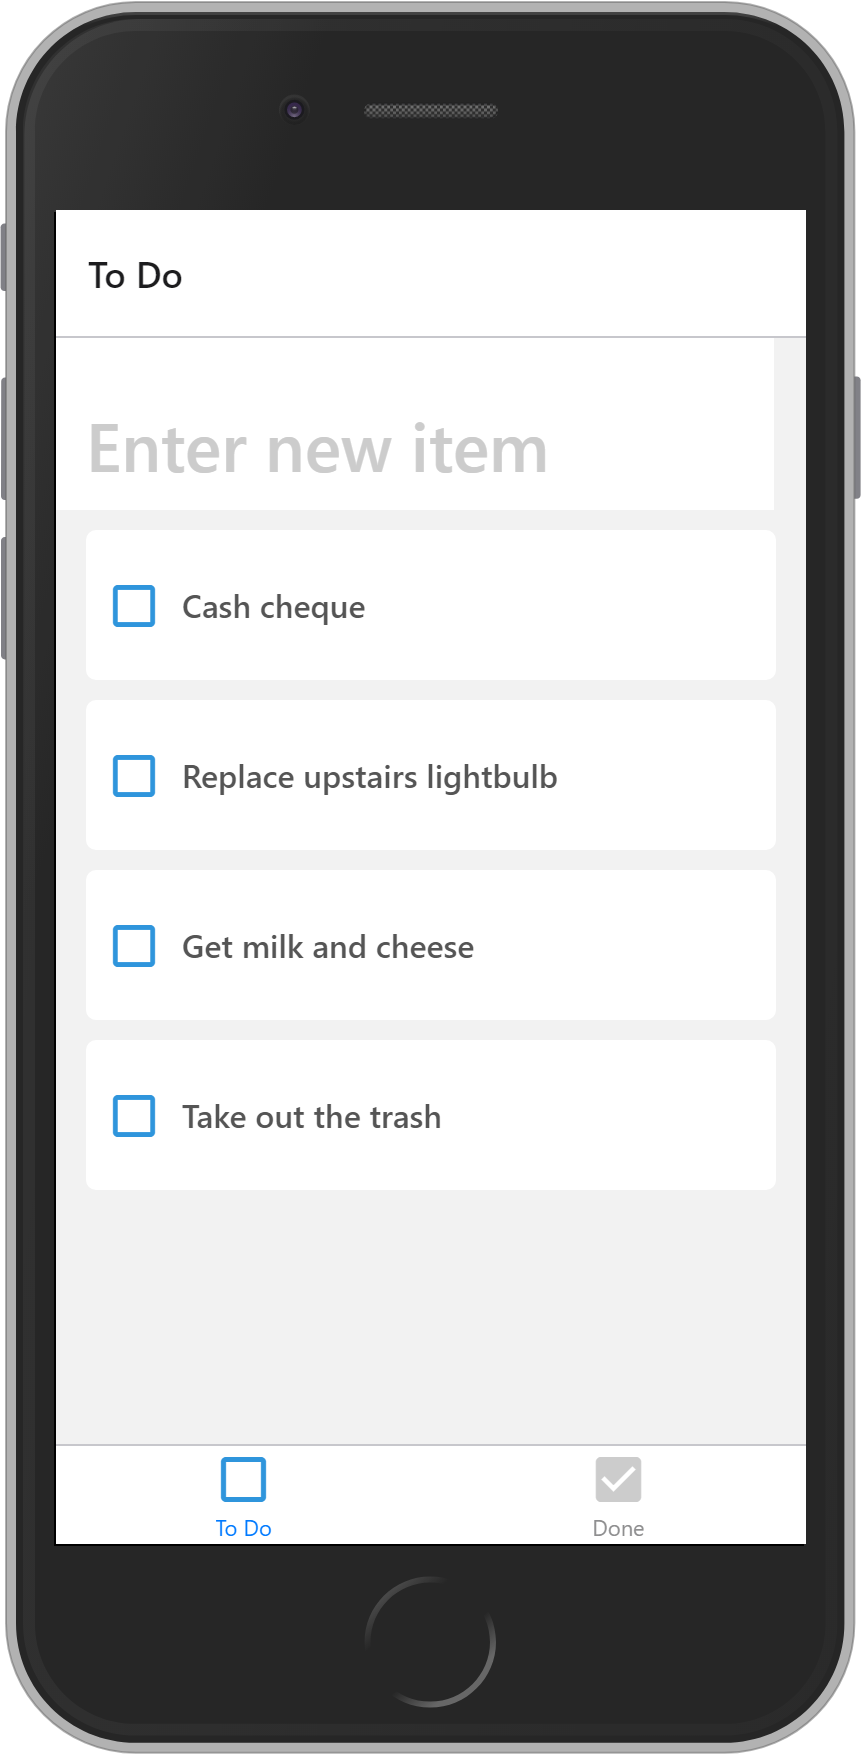 To Do
Enter new item
Cash cheque
Replace upstairs lightbulb
Get milk and cheese
Take out the trash
To Do
Done